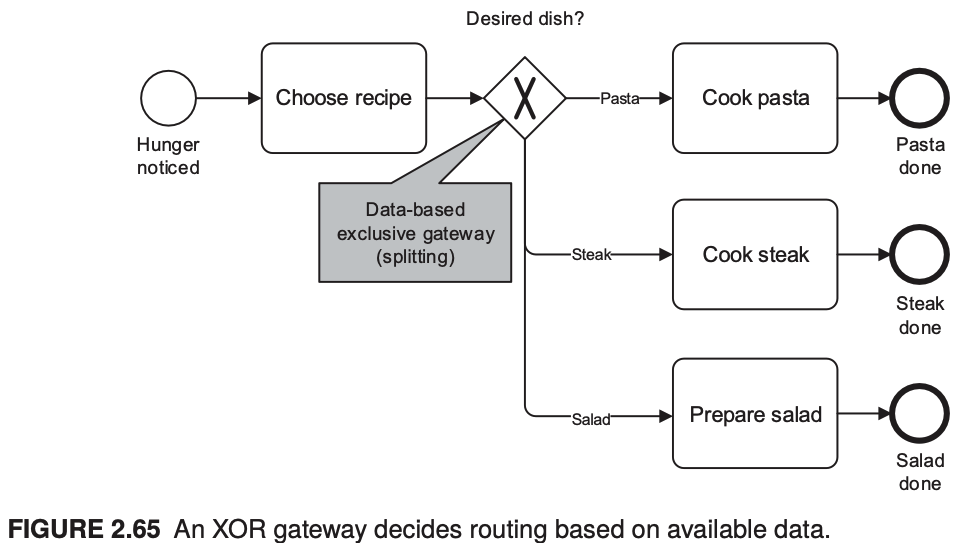 Desired dish?
Hunger
noticed
Choose recipe
X
Pasta
Cook pasta
Pasta
done
Data-based
exclusive gateway
(splitting)
Steak
Cook steak
Steak
done
Salad
Prepare salad
Salad
done
FIGURE 2.65 An XOR gateway decides routing based on available data.